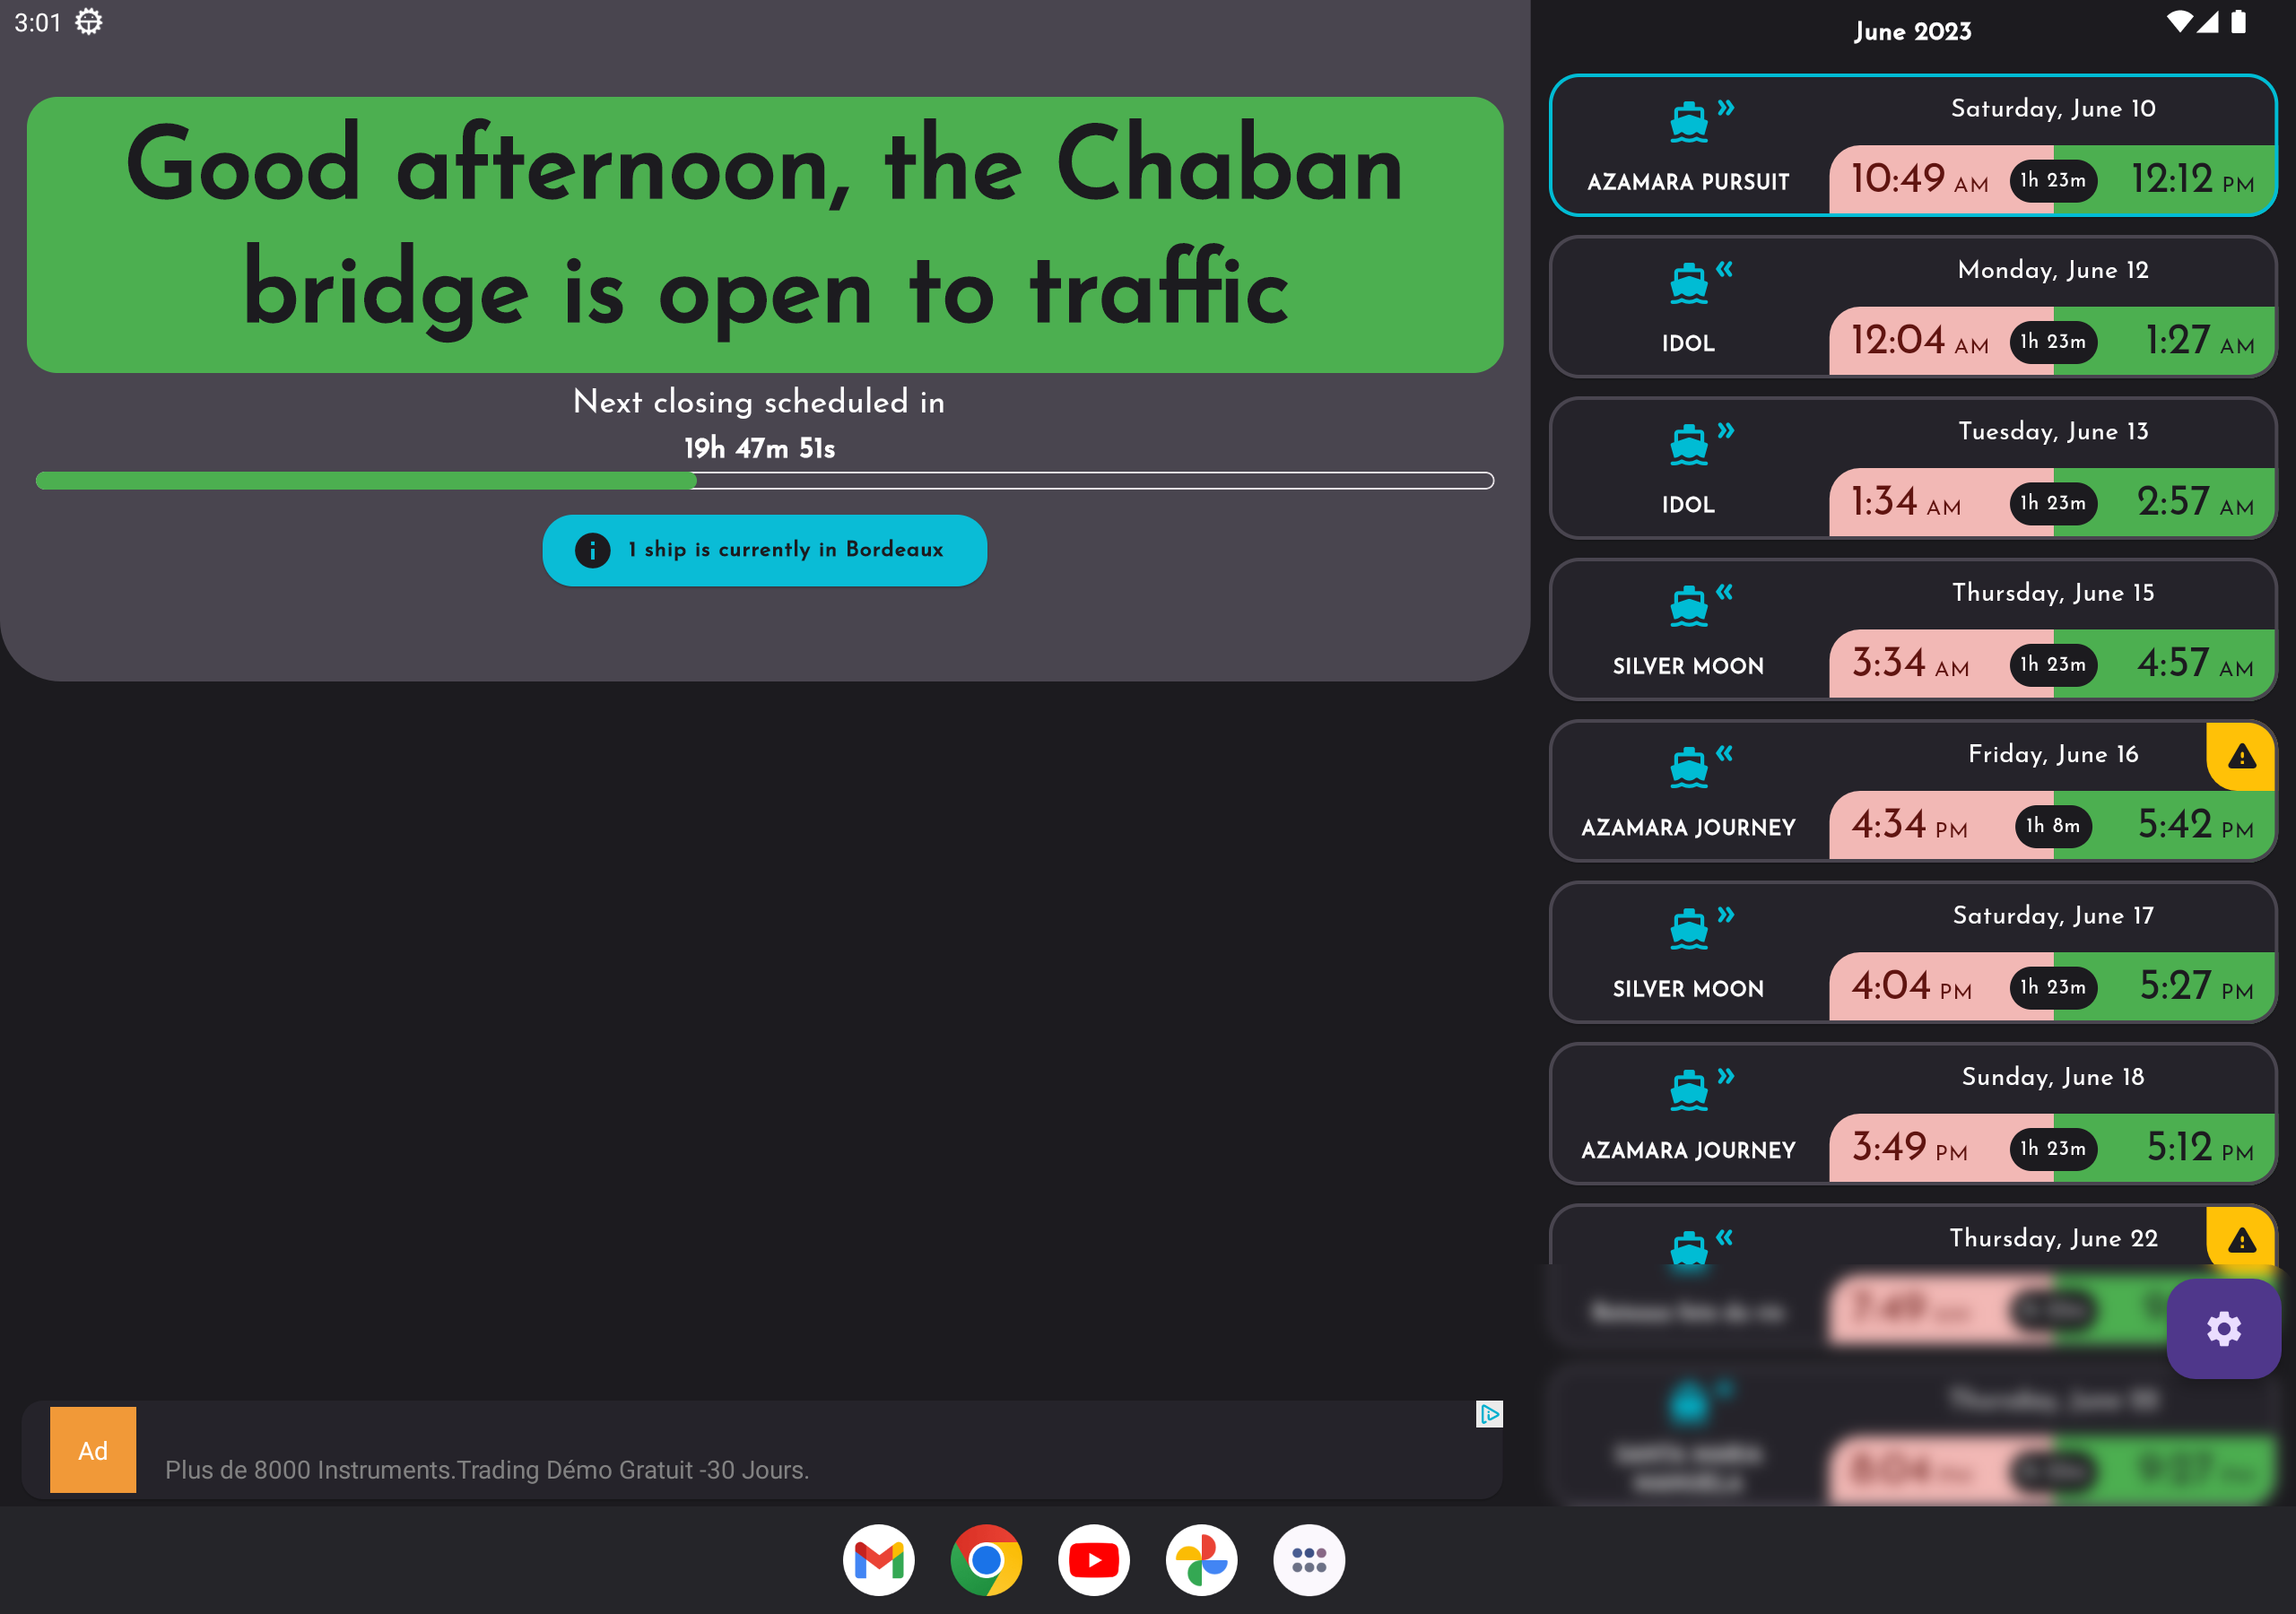 3:01
Good afternoon, the Chaban
bridge is open to traffic
Next closing scheduled in
19h 47m 51s
1 ship is currently in Bordeaux
Ad
Plus de 8000 Instruments.Trading Démo Gratuit -30 Jours.
June 2023
Saturday, June 10
AZAMARA PURSUIT
10:49 AM 1h 23m 12:12 PM
Monday, June 12
IDOL
12:04 AM 1h 23m 1:27 AM
Tuesday, June 13
IDOL
1:34 AM 1h 23m 2:57 AM
Thursday, June 15
SILVER MOON
3:34 AM 1h 23m 4:57 AM
Friday, June 16
AZAMARA JOURNEY
4:34 PM 1h 8m 5:42 PM
Saturday, June 17
SILVER MOON
4:04 PM 1h 23m 5:27 PM
Sunday, June 18
AZAMARA JOURNEY
3:49 PM 1h 23m 5:12 PM
Thursday, June 22